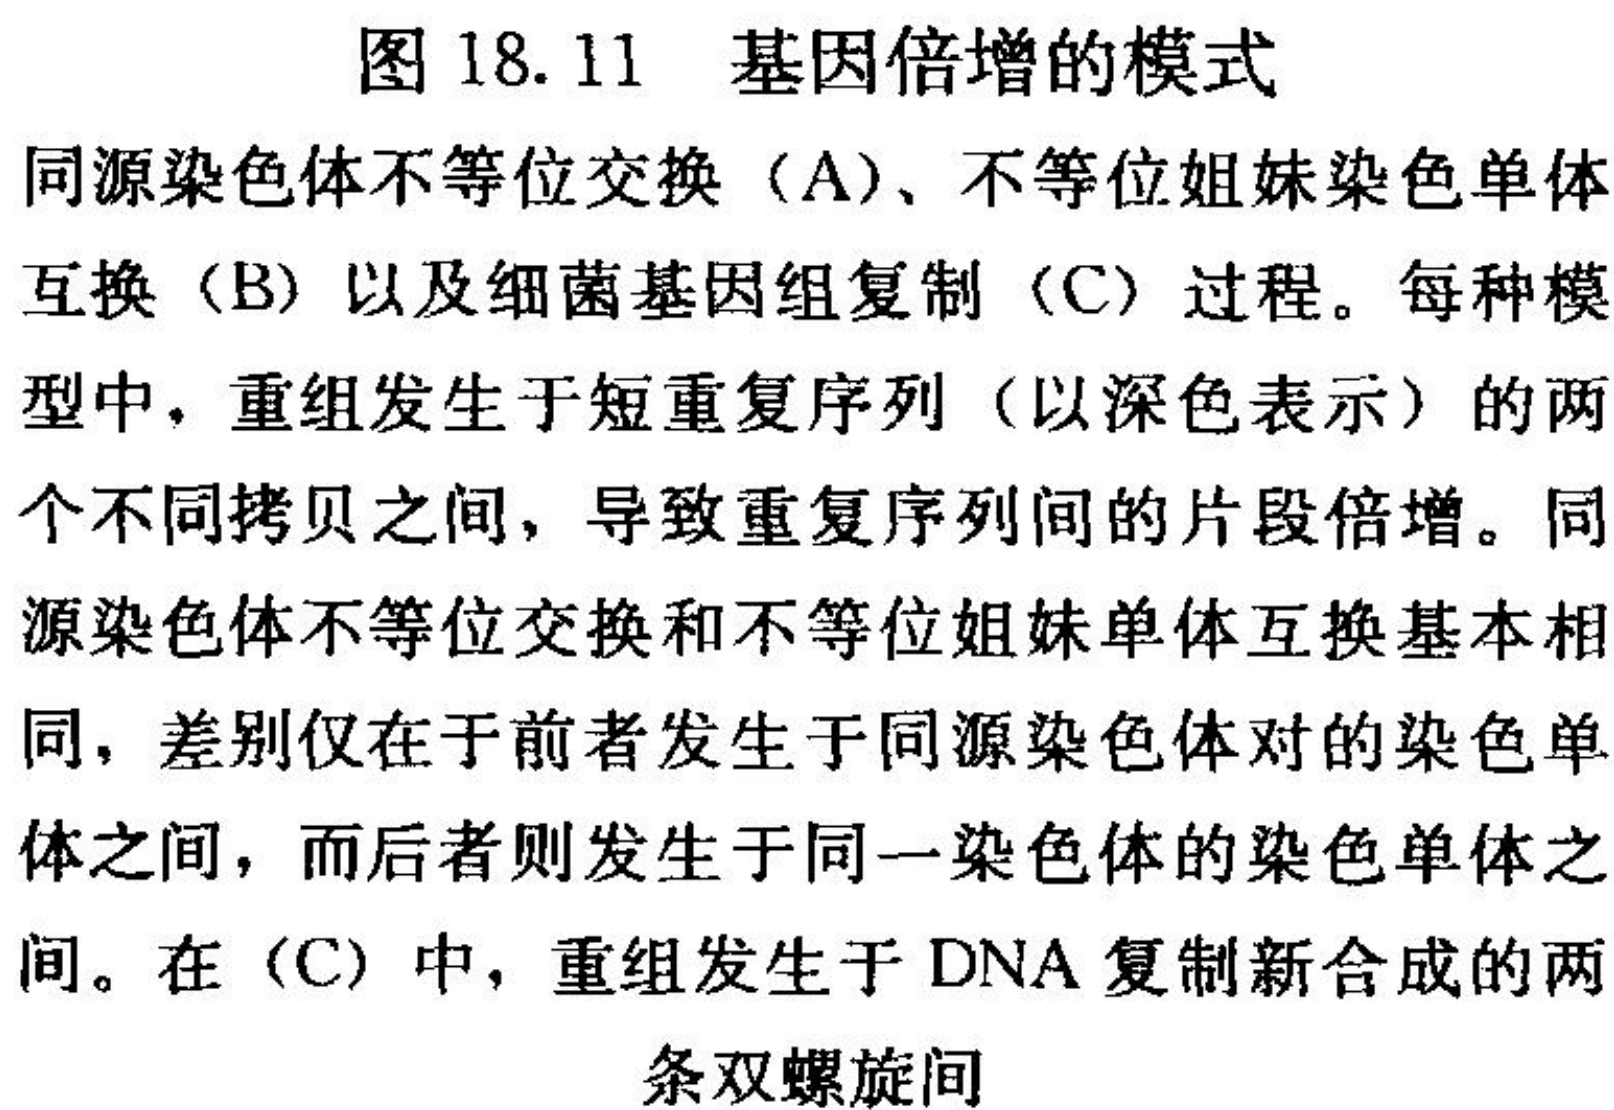 图 18.11 基因倍增的模式
同源染色体不等位交换（A）、不等位姐妹染色单体
互换（B）以及细菌基因组复制（C）过程。每种模
型中，重组发生于短重复序列（以深色表示）的两
个不同拷贝之间，导致重复序列间的片段倍增。同
源染色体不等位交换和不等位姐妹单体互换基本相
同，差别仅在于前者发生于同源染色体对的染色单
体之间，而后者则发生于同一染色体的染色单体之
间。在（C）中，重组发生于 DNA 复制新合成的两
条双螺旋间